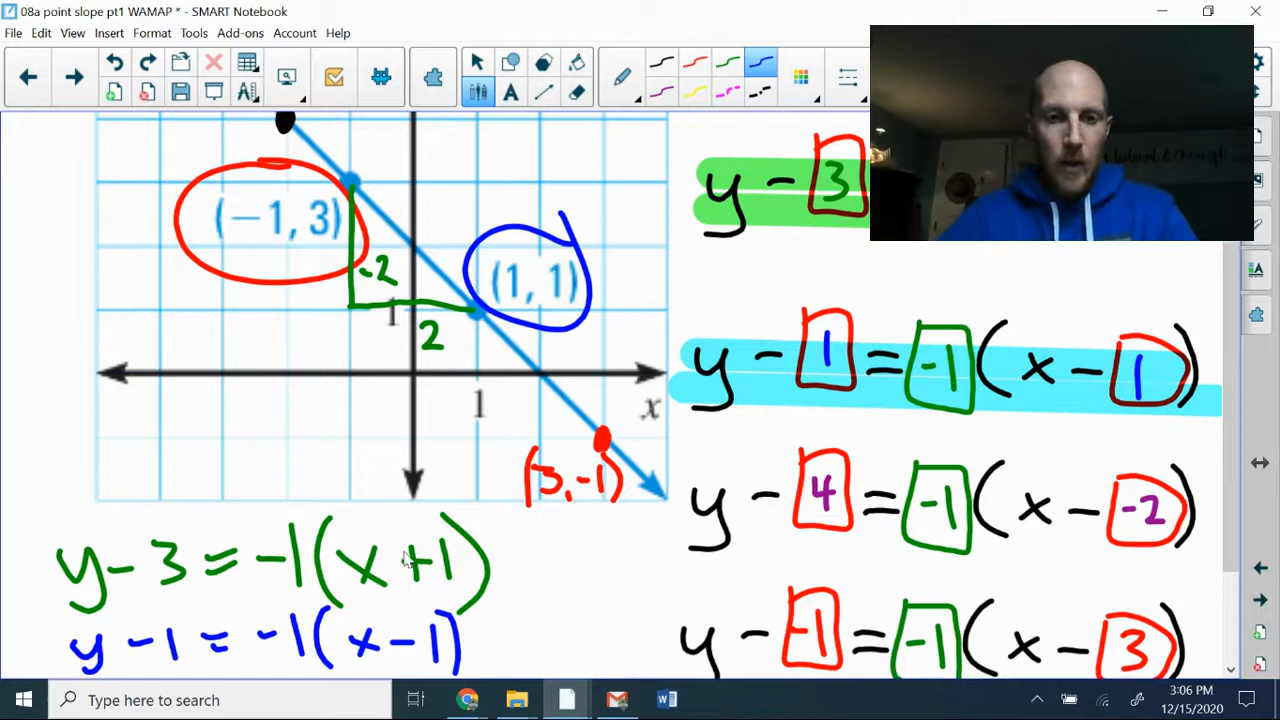 08a point slope pt1 WAMAP * - SMART Notebook
File Edit View Insert Format Tools Add-ons Account Help
(−1, 3)
-2
2
(1, 1)
1
1
x
(3,-1)
y - 3
y - 1 = -1(x - 1)
y - 4 = -1(x - -2)
y - -1 = -1(x - 3)
y - 3 = -1(x+1)
y - 1 = -1(x - 1)
Type here to search
3:06 PM
12/15/2020